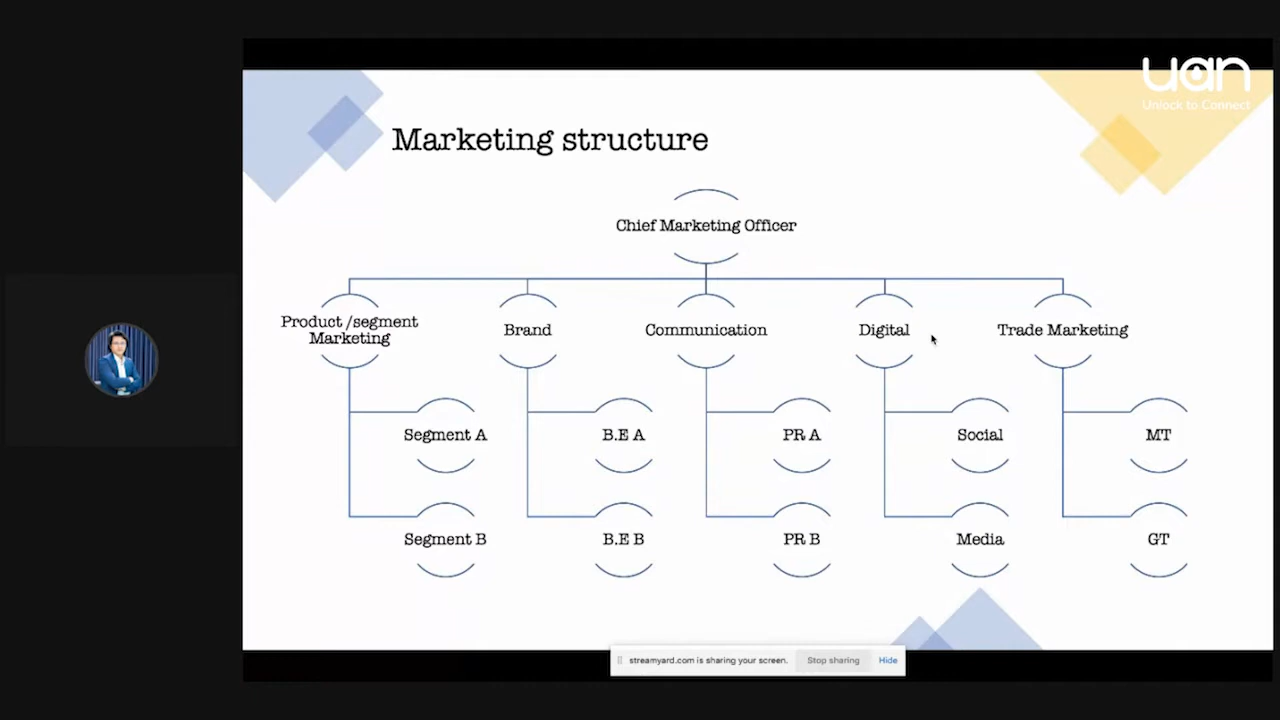 uan
Unlock to Connect
Marketing structure
Chief Marketing Officer
Product /segment
Marketing
Brand
Communication
Digital
Trade Marketing
Segment A
B.E A
PR A
Social
MT
Segment B
B.E B
PR B
Media
GT
streamyard.com is sharing your screen.
Stop sharing
Hide